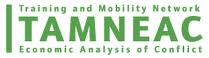 Training and Mobility Network
TAMNEAC
Economic Analysis of Conflict